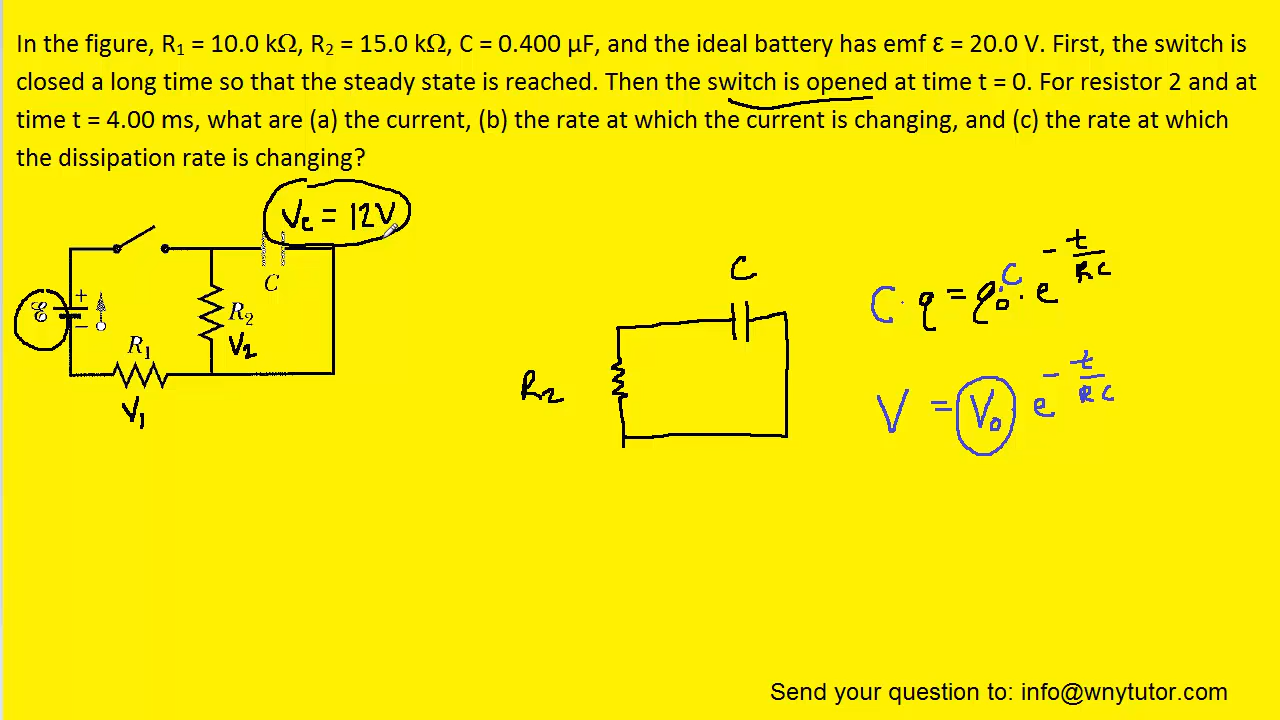 In the figure, R₁ = 10.0 kΩ, R₂ = 15.0 kΩ, C = 0.400 μF, and the ideal battery has emf ε = 20.0 V. First, the switch is
closed a long time so that the steady state is reached. Then the switch is opened at time t = 0. For resistor 2 and at
time t = 4.00 ms, what are (a) the current, (b) the rate at which the current is changing, and (c) the rate at which
the dissipation rate is changing?
Vc = 12V
C
ℰ
+
−
R₂
V₂
R₁
V₁
C
R₂
C · q = q₀ · C · e^(-t/RC)
V = V₀ e^(-t/RC)
Send your question to: info@wnytutor.com